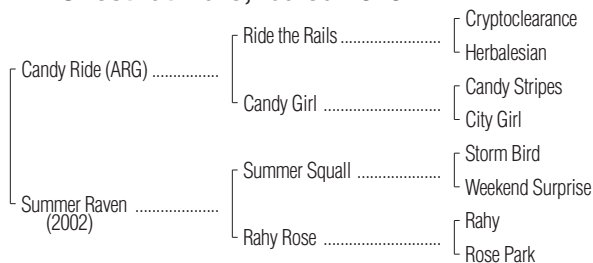 Cryptoclearance
Ride the Rails
Herbalesian
Candy Ride (ARG)
Candy Stripes
Candy Girl
City Girl
Storm Bird
Summer Squall
Weekend Surprise
Summer Raven
(2002)
Rahy
Rahy Rose
Rose Park